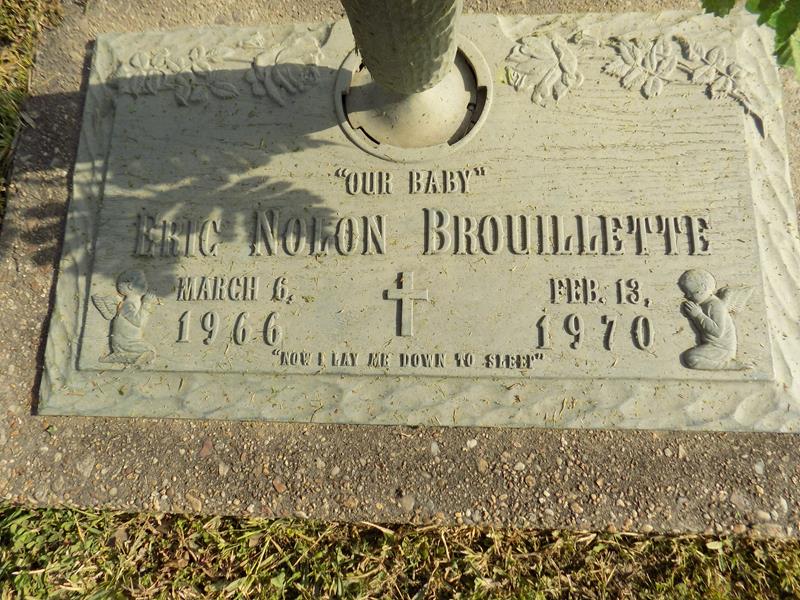 "OUR BABY"
ERIC NOLON BROUILLETTE
MARCH 6, FEB. 13,
1966 1970
"NOW I LAY ME DOWN TO SLEEP"